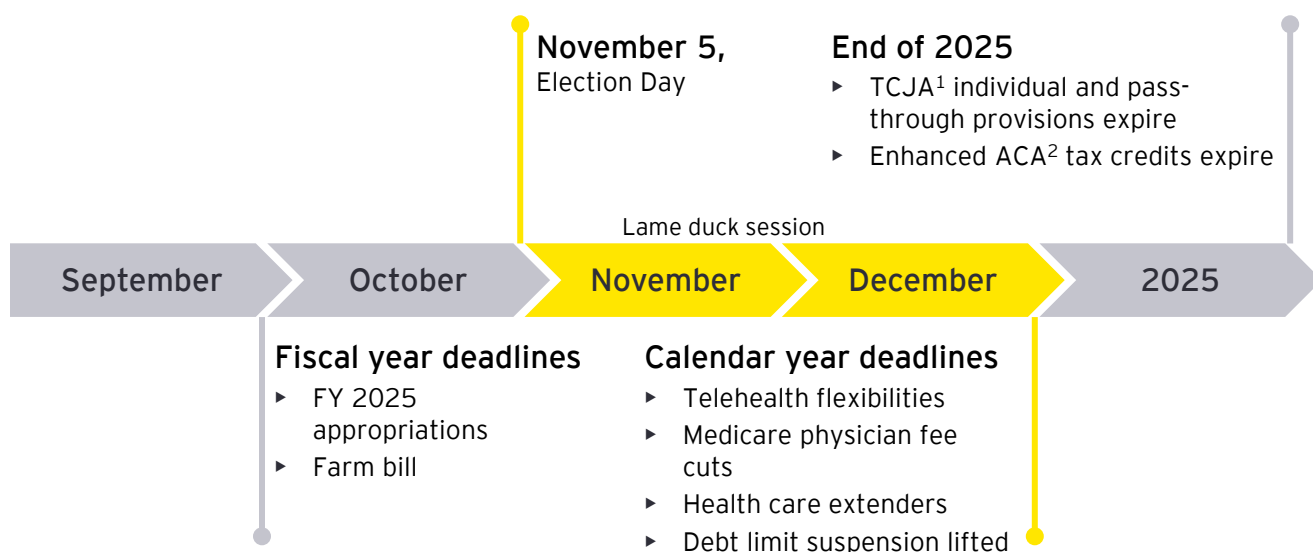 November 5,
Election Day
End of 2025
▸ TCJA¹ individual and pass-
through provisions expire
▸ Enhanced ACA² tax credits expire
Lame duck session
September
October
November
December
2025
Fiscal year deadlines
▸ FY 2025
appropriations
▸ Farm bill
Calendar year deadlines
▸ Telehealth flexibilities
▸ Medicare physician fee
cuts
▸ Health care extenders
▸ Debt limit suspension lifted